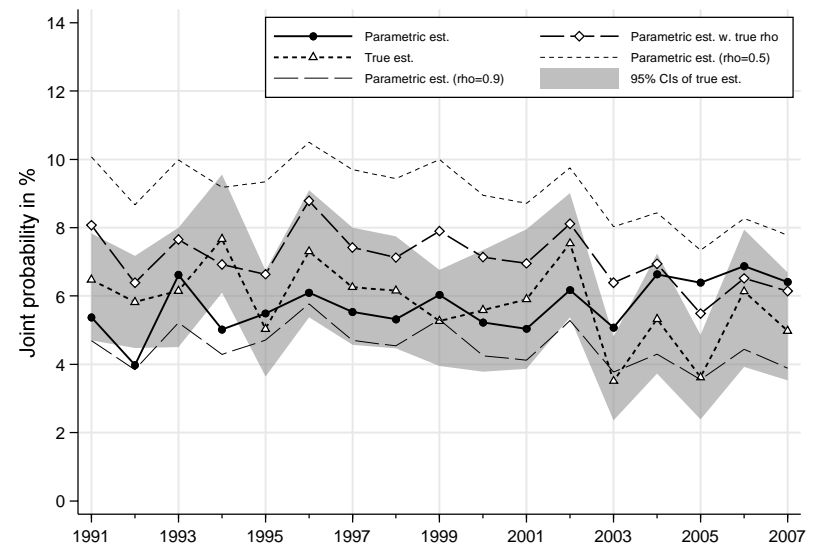 Parametric est.
Parametric est. w. true rho
True est.
Parametric est. (rho=0.5)
Parametric est. (rho=0.9)
95% CIs of true est.
Joint probability in %
14
12
10
8
6
4
2
0
1991 1993 1995 1997 1999 2001 2003 2005 2007